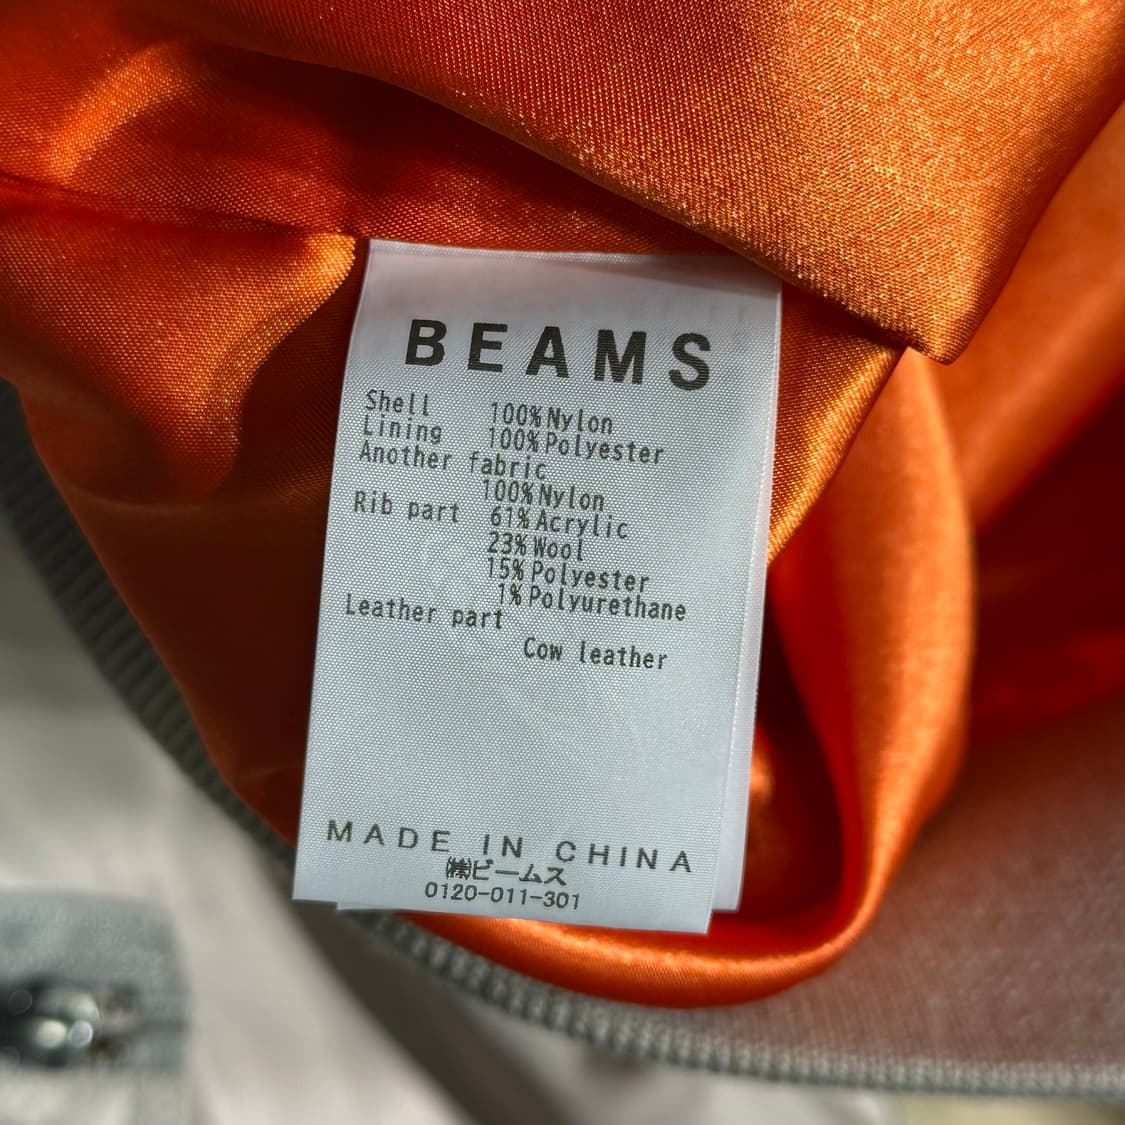 BEAMS
Shell 100%Nylon
Lining 100%Polyester
Another fabric
100%Nylon
Rib part 61%Acrylic
23%Wool
15%Polyester
1%Polyurethane
Leather part
Cow leather
MADE IN CHINA
㈱ビームス
0120-011-301